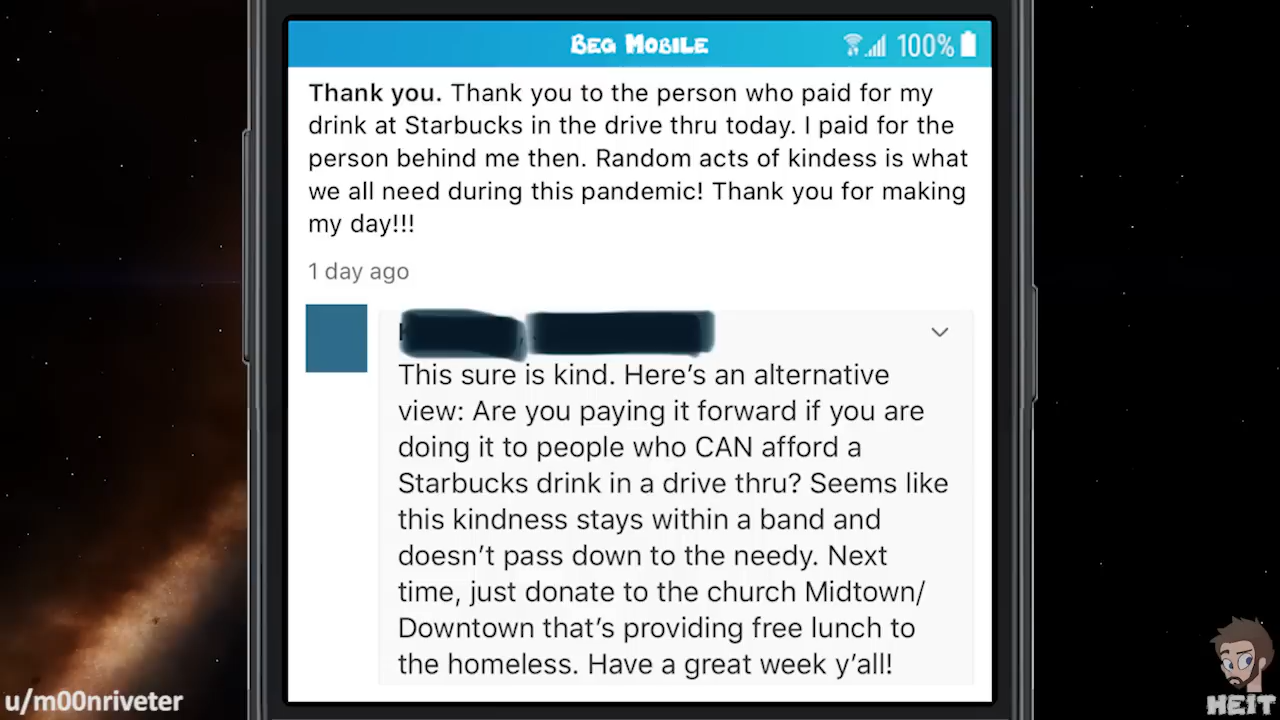 BEG MOBILE
100%
Thank you. Thank you to the person who paid for my
drink at Starbucks in the drive thru today. I paid for the
person behind me then. Random acts of kindess is what
we all need during this pandemic! Thank you for making
my day!!!
1 day ago
This sure is kind. Here's an alternative
view: Are you paying it forward if you are
doing it to people who CAN afford a
Starbucks drink in a drive thru? Seems like
this kindness stays within a band and
doesn't pass down to the needy. Next
time, just donate to the church Midtown/
Downtown that's providing free lunch to
the homeless. Have a great week y'all!
u/m00nriveter
HEIT